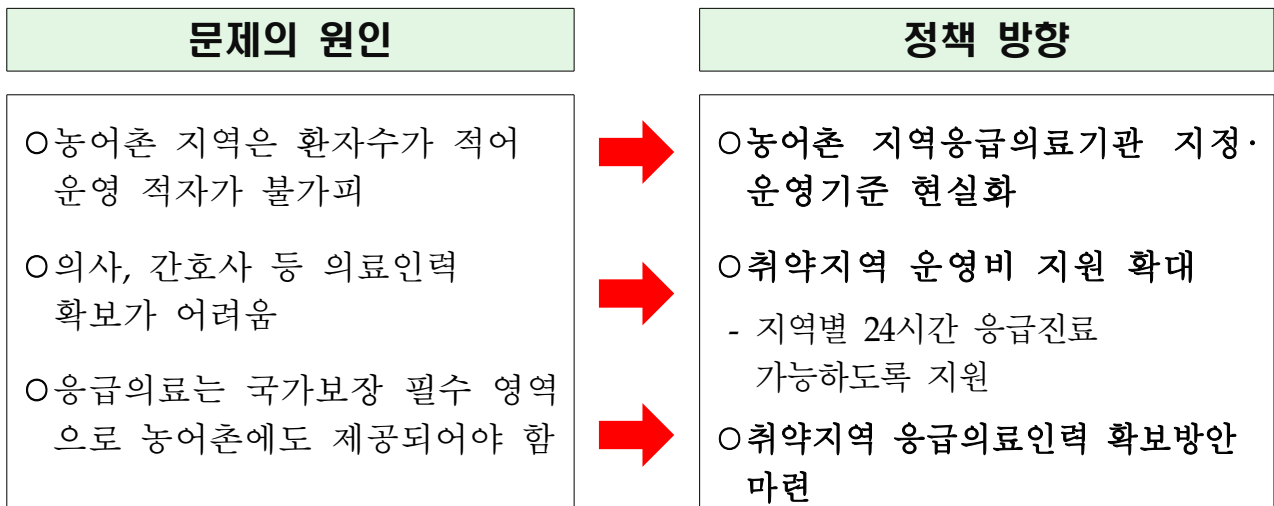 문제의 원인
○농어촌 지역은 환자수가 적어
운영 적자가 불가피
○의사, 간호사 등 의료인력
확보가 어려움
○응급의료는 국가보장 필수 영역
으로 농어촌에도 제공되어야 함
정책 방향
○농어촌 지역응급의료기관 지정·
운영기준 현실화
○취약지역 운영비 지원 확대
- 지역별 24시간 응급진료
가능하도록 지원
○취약지역 응급의료인력 확보방안
마련